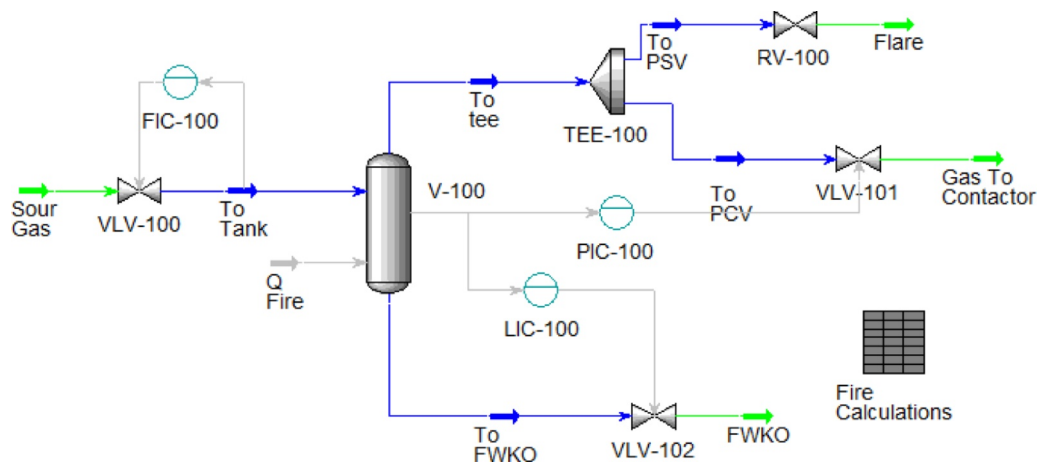 To
PSV
RV-100
Flare
FIC-100
To
tee
TEE-100
Sour
Gas
VLV-100
To
Tank
V-100
To
PCV
VLV-101
Gas To
Contactor
PIC-100
Q
Fire
LIC-100
Fire
Calculations
To
FWKO
VLV-102
FWKO